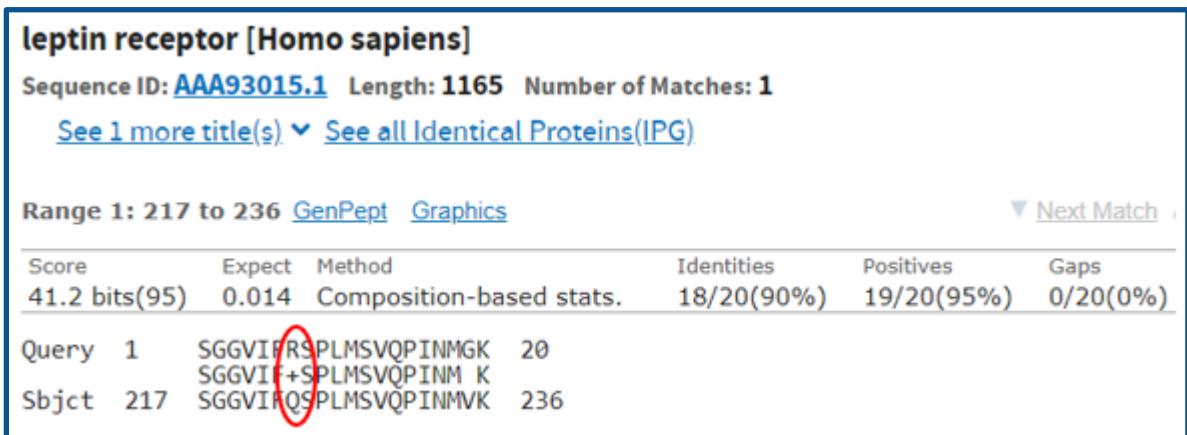 leptin receptor [Homo sapiens]
Sequence ID: AAA93015.1 Length: 1165 Number of Matches: 1
See 1 more title(s) See all Identical Proteins(IPG)
Range 1: 217 to 236 GenPept Graphics Next Match
Score Expect Method Identities Positives Gaps
41.2 bits(95) 0.014 Composition-based stats. 18/20(90%) 19/20(95%) 0/20(0%)
Query 1 SGGVIFRSPLMSVQPINMGK 20
SGGVIF+SPLMSVQPINM K
Sbjct 217 SGGVIFQSPLMSVQPINMVK 236